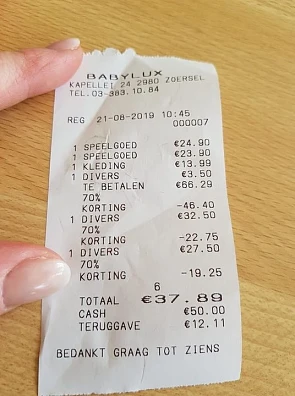 BABYLUX
KAPELLEI 24 2980 ZOERSEL
TEL.03-383.10.84
REG 21-08-2019 10:45
000007
1 SPEELGOED €24.90
1 SPEELGOED €23.90
1 KLEDING €13.99
1 DIVERS €3.50
TE BETALEN €66.29
70%
KORTING -46.40
1 DIVERS €32.50
70%
KORTING -22.75
1 DIVERS €27.50
70%
KORTING -19.25
6
TOTAAL €37.89
CASH €50.00
TERUGGAVE €12.11
BEDANKT GRAAG TOT ZIENS